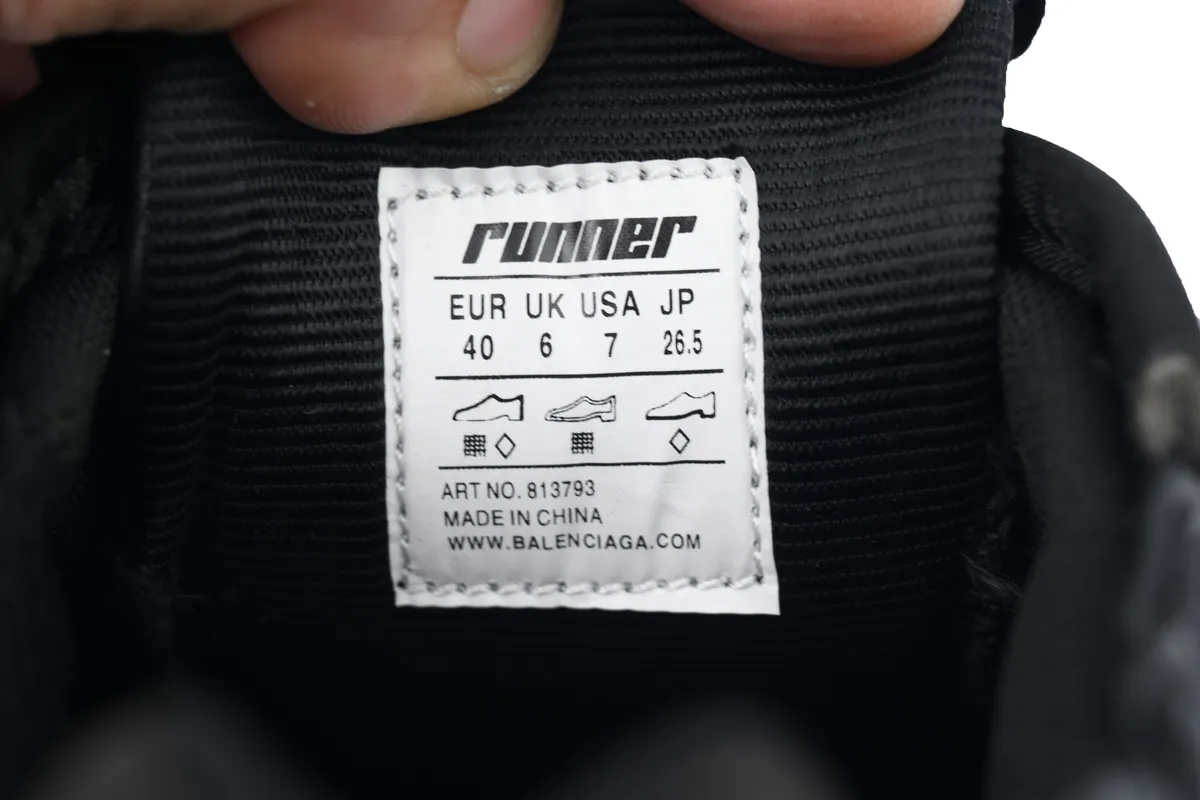 runner
EUR UK USA JP
40 6 7 26.5
ART NO. 813793
MADE IN CHINA
WWW.BALENCIAGA.COM